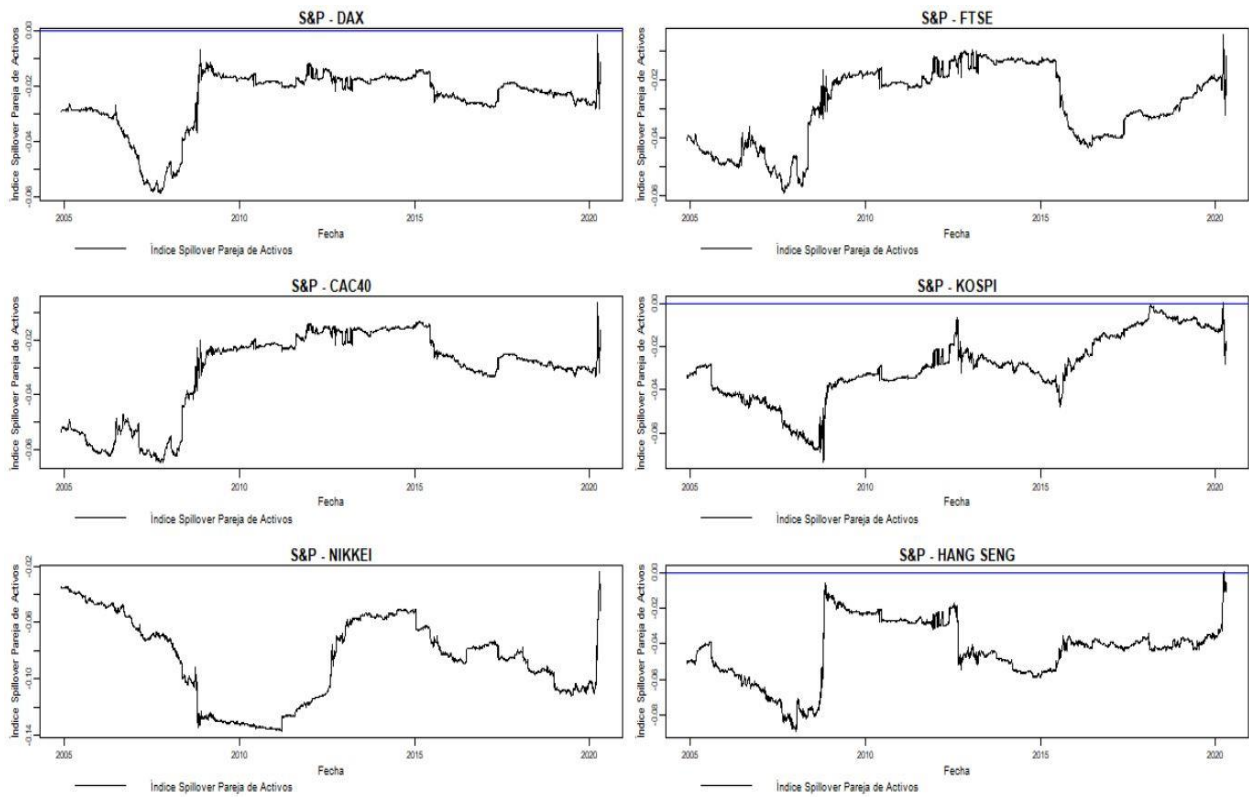 S&P - DAX
0.00
-0.02
-0.04
-0.06
Índice Spillover Pareja de Activos
2005 2010 2015 2020
Fecha
Índice Spillover Pareja de Activos
S&P - FTSE
-0.02
-0.04
-0.06
Índice Spillover Pareja de Activos
2005 2010 2015 2020
Fecha
Índice Spillover Pareja de Activos
S&P - CAC40
-0.02
-0.04
-0.06
Índice Spillover Pareja de Activos
2005 2010 2015 2020
Fecha
Índice Spillover Pareja de Activos
S&P - KOSPI
0.00
-0.02
-0.04
-0.06
Índice Spillover Pareja de Activos
2005 2010 2015 2020
Fecha
Índice Spillover Pareja de Activos
S&P - NIKKEI
-0.02
-0.06
-0.10
-0.14
Índice Spillover Pareja de Activos
2005 2010 2015 2020
Fecha
Índice Spillover Pareja de Activos
S&P - HANG SENG
0.00
-0.02
-0.04
-0.06
-0.08
Índice Spillover Pareja de Activos
2005 2010 2015 2020
Fecha
Índice Spillover Pareja de Activos